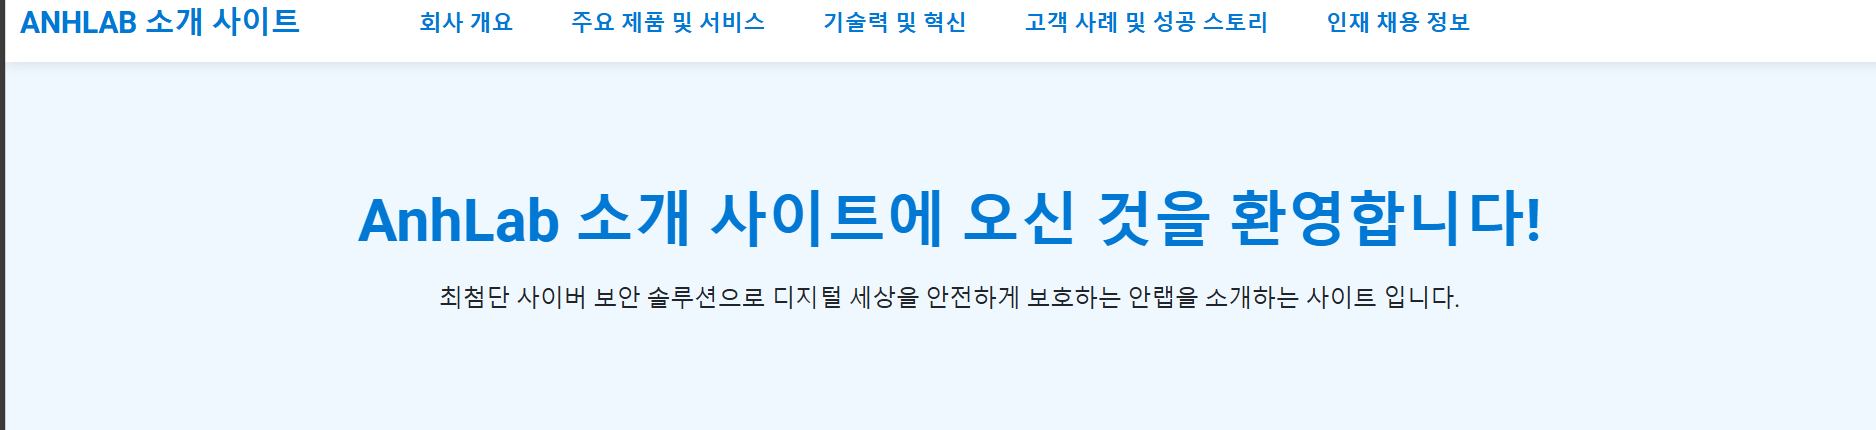 ANHLAB 소개 사이트 회사 개요 주요 제품 및 서비스 기술력 및 혁신 고객 사례 및 성공 스토리 인재 채용 정보
AnhLab 소개 사이트에 오신 것을 환영합니다!
최첨단 사이버 보안 솔루션으로 디지털 세상을 안전하게 보호하는 안랩을 소개하는 사이트 입니다.